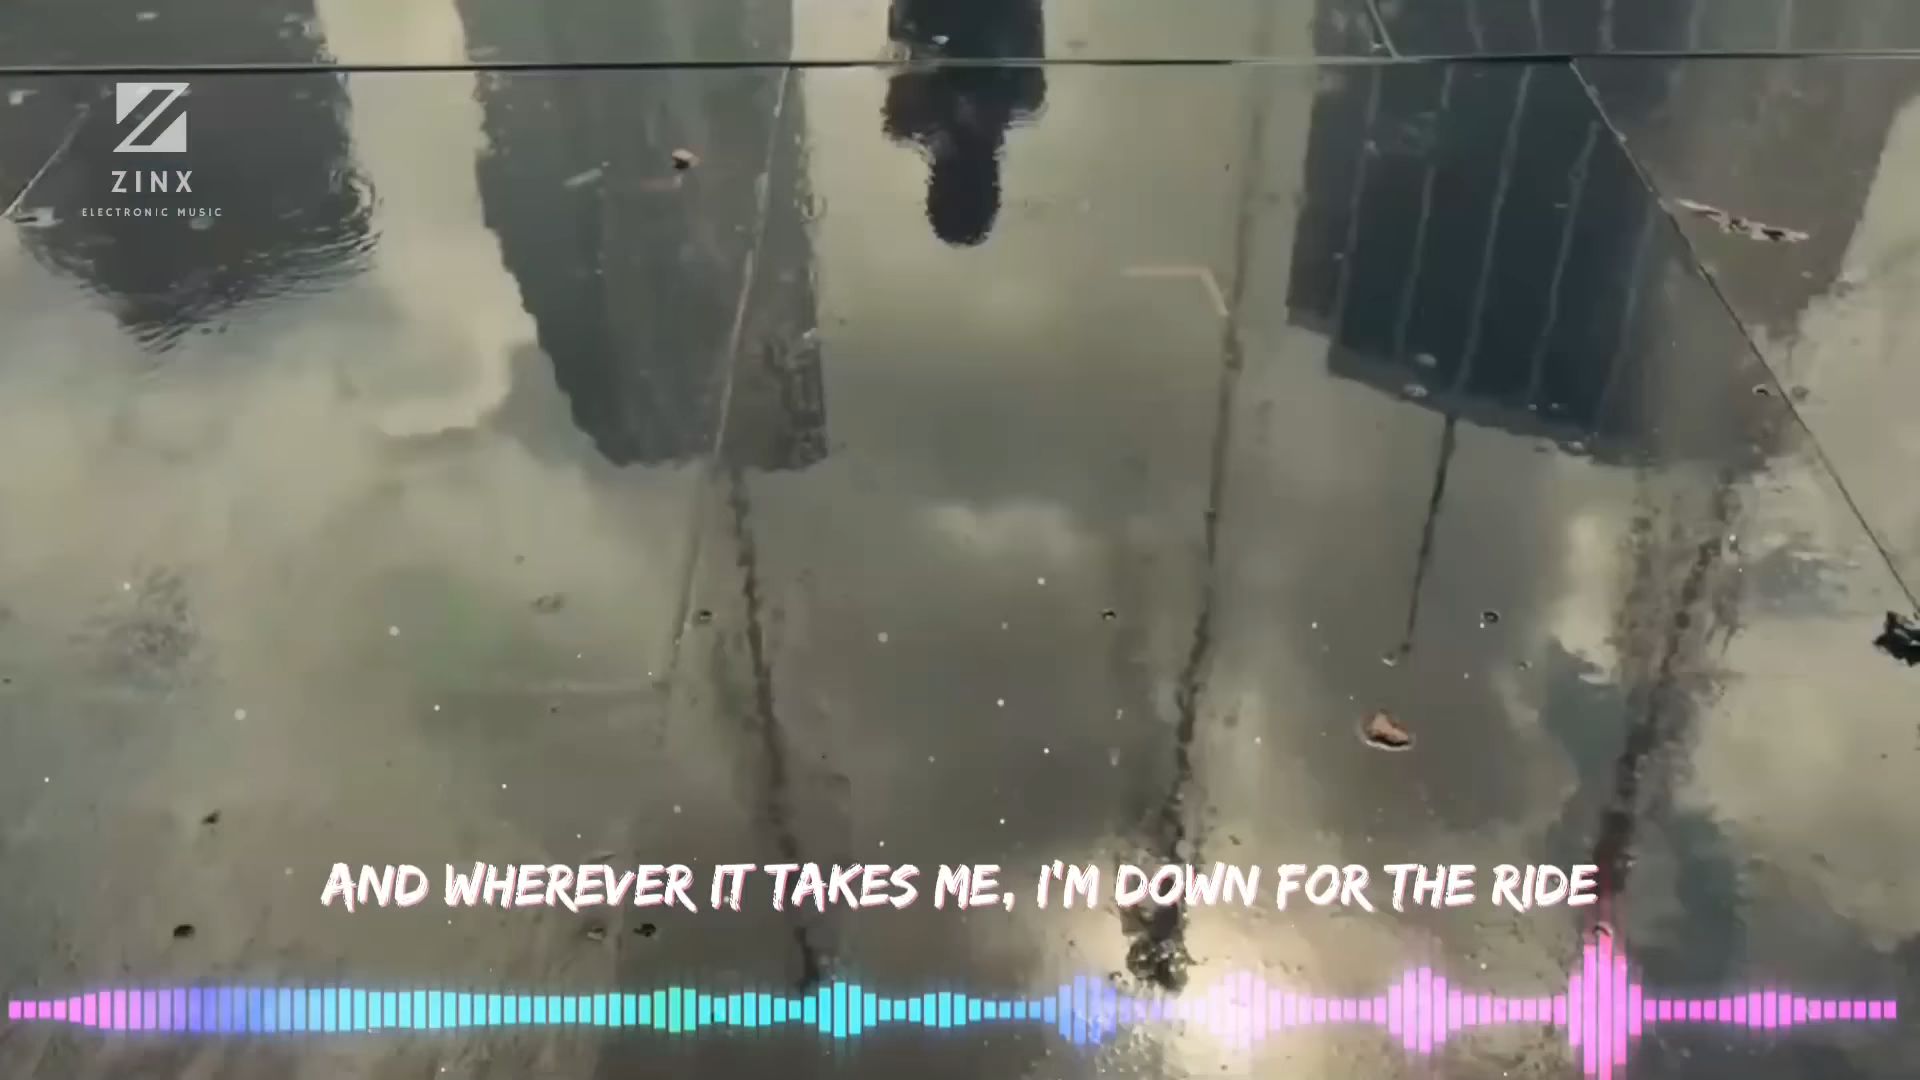 ZINX
ELECTRONIC MUSIC
AND WHEREVER IT TAKES ME, I'M DOWN FOR THE RIDE